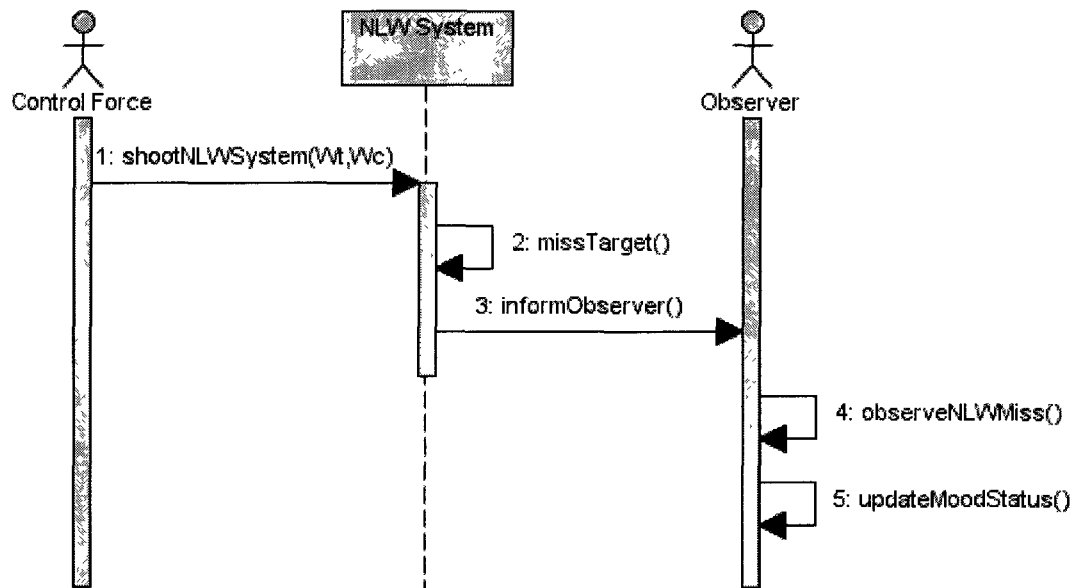 NLW System
Control Force
Observer
1: shootNLWSystem(Wt,Wc)
2: missTarget()
3: informObserver()
4: observeNLWMiss()
5: updateMoodStatus()